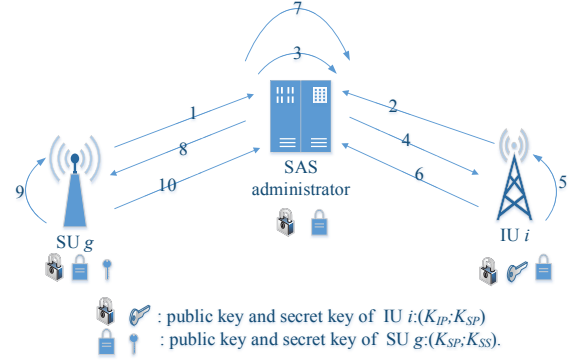 7
3
1
2
8
4
10
6
9
5
SAS
administrator
SU g
IU i
: public key and secret key of IU i:(K_IP;K_SP)
: public key and secret key of SU g:(K_SP;K_SS).